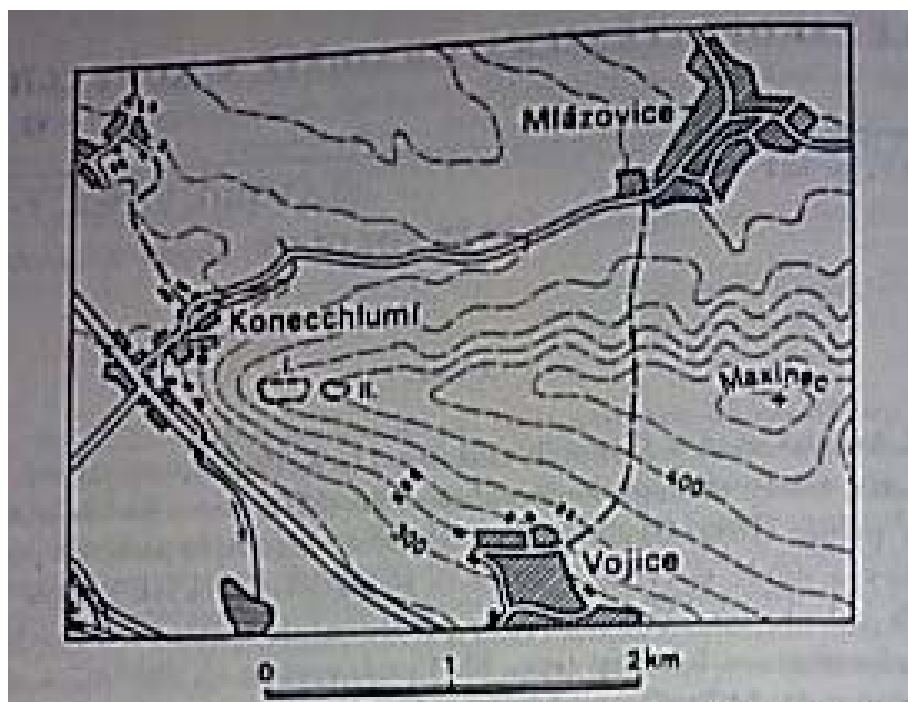 Mlázovice
Konecchlumí
I.
II.
Maxinec
400
300
Vojice
0 1 2 km